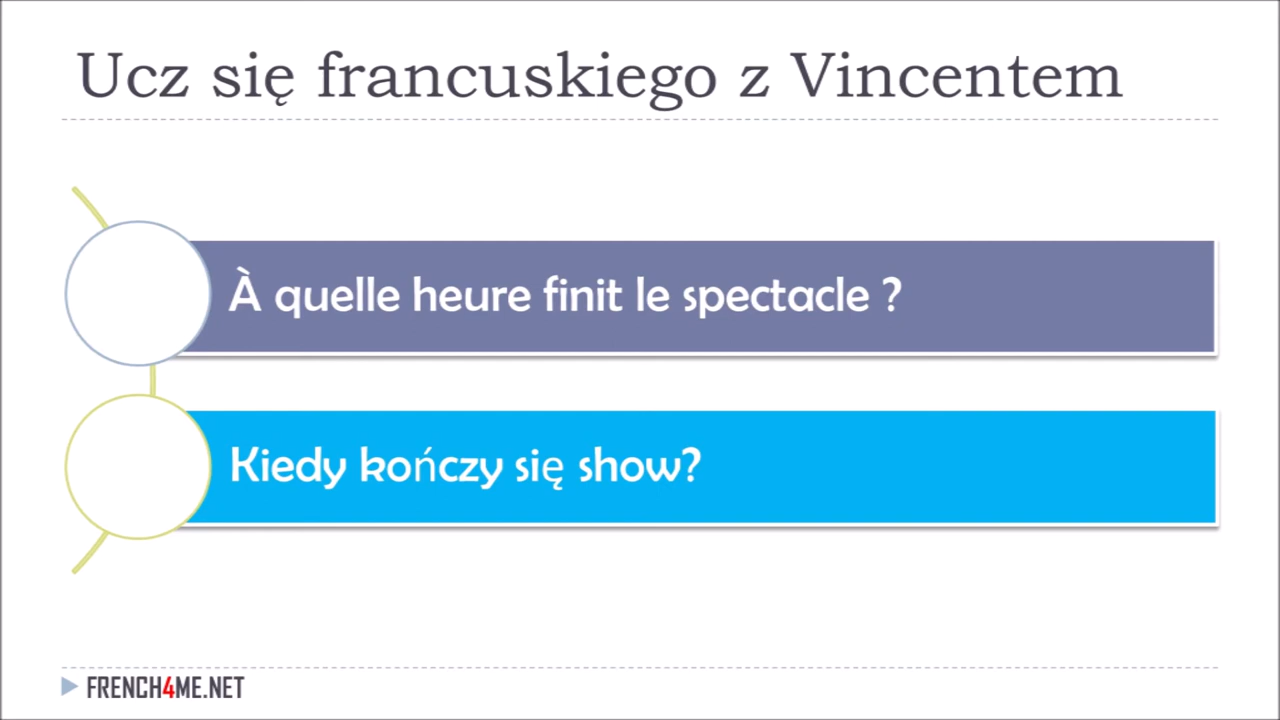 Ucz się francuskiego z Vincentem
À quelle heure finit le spectacle ?
Kiedy kończy się show?
FRENCH4ME.NET